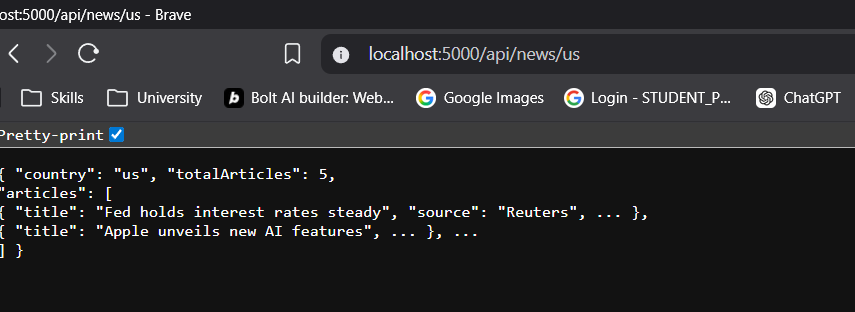 ost:5000/api/news/us - Brave
localhost:5000/api/news/us
Skills University Bolt AI builder: Web... Google Images Login - STUDENT_P... ChatGPT
Pretty-print
{ "country": "us", "totalArticles": 5,
"articles": [
{ "title": "Fed holds interest rates steady", "source": "Reuters", ... },
{ "title": "Apple unveils new AI features", ... }, ...
] }